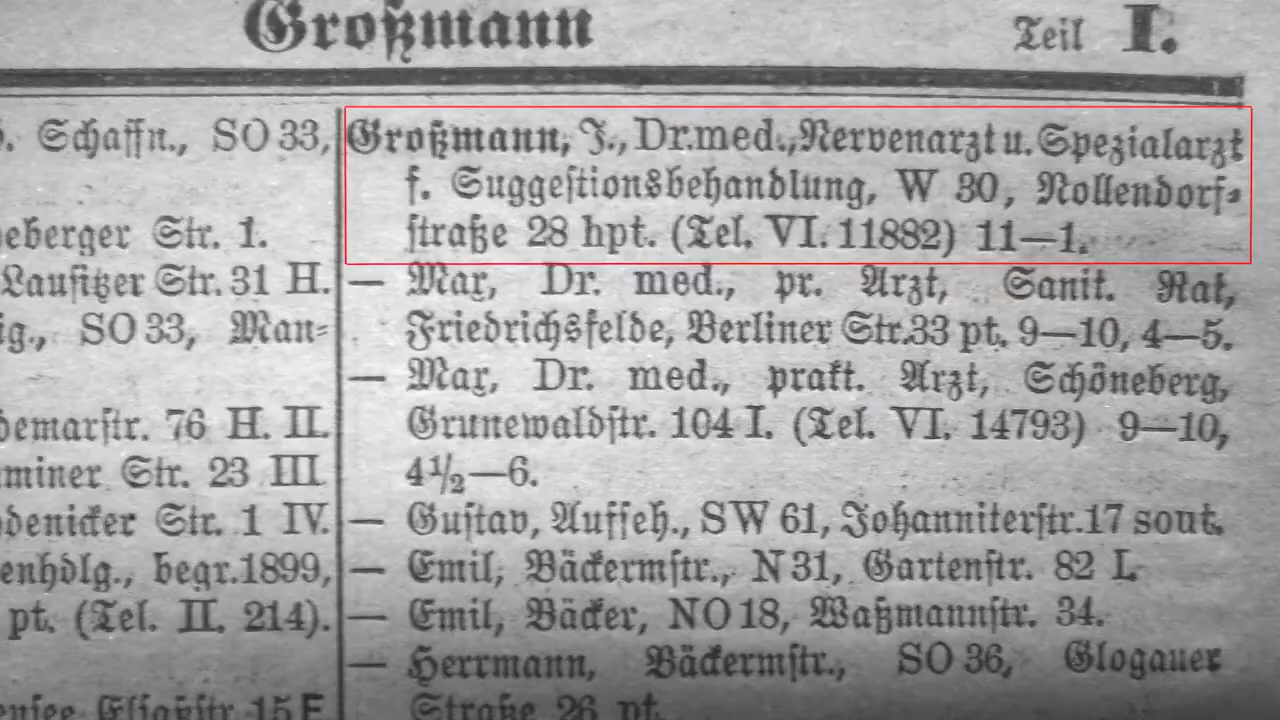 Großmann
Teil I.
Schaffn., SO 33,
eberger Str. 1.
Lausitzer Str. 31 H.
ig., SO 33, Man-
demarstr. 76 H. II.
miner Str. 23 III
denicker Str. 1 IV.
enhdlg., begr. 1899,
pt. (Tel. II. 214).
Großmann, J., Dr. med., Nervenarzt u. Spezialarzt
f. Suggestionsbehandlung, W 30, Nollendorf-
straße 28 hpt. (Tel. VI. 11882) 11—1.
— Max, Dr. med., pr. Arzt, Sanit. Rat,
Friedrichsfelde, Berliner Str. 33 pt. 9—10, 4—5.
— Max, Dr. med., prakt. Arzt, Schöneberg,
Grunewaldstr. 104 I. (Tel. VI. 14793) 9—10,
4½—6.
— Gustav, Aufseh., SW 61, Johanniterstr. 17 sout.
— Emil, Bäckermstr., N 31, Gartenstr. 82 I.
— Emil, Bäcker, NO 18, Waßmannstr. 34.
— Herrmann, Bäckermstr., SO 36, Glogauer
Straße 26 pt.